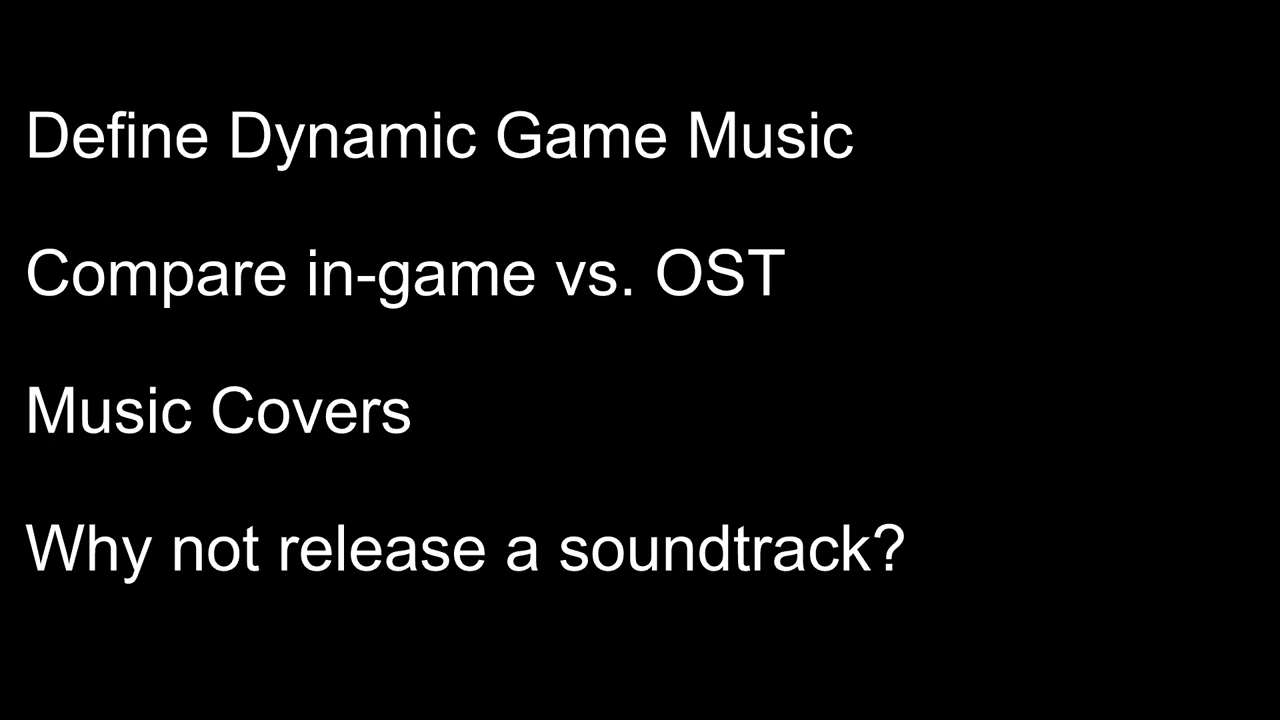 Define Dynamic Game Music
Compare in-game vs. OST
Music Covers
Why not release a soundtrack?